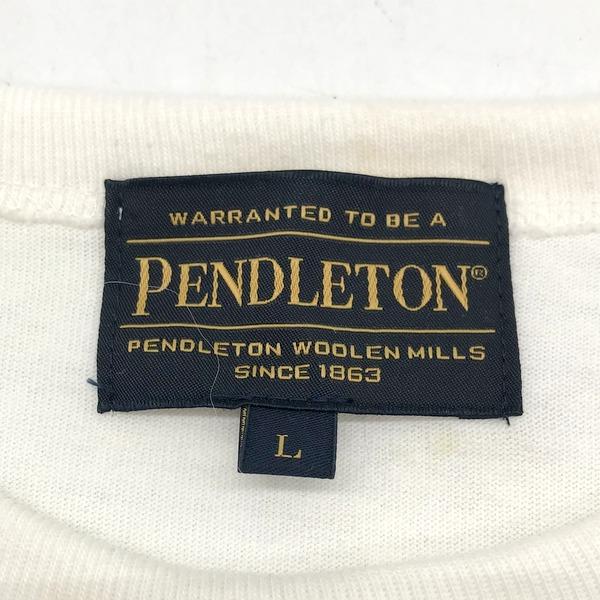 WARRANTED TO BE A
PENDLETON®
PENDLETON WOOLEN MILLS
SINCE 1863
L